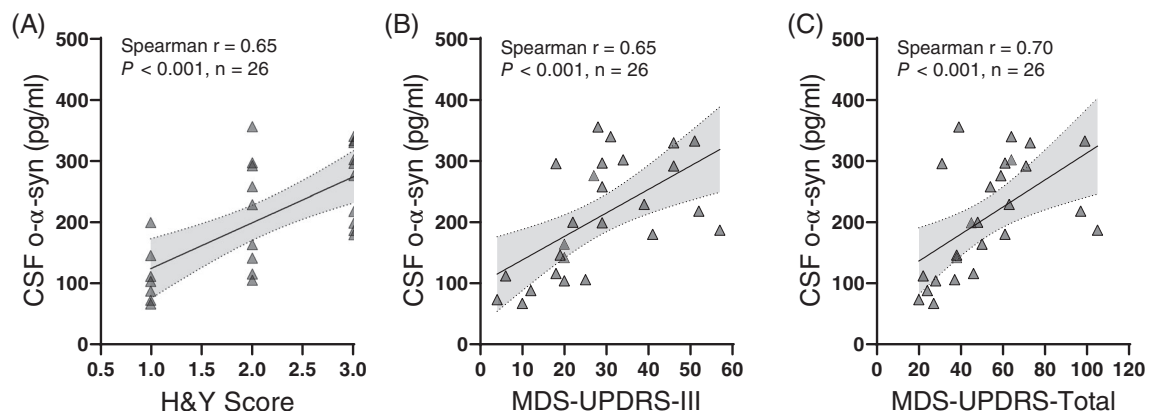 (A)
CSF o-α-syn (pg/ml)
500
400
300
200
100
0
Spearman r = 0.65
P < 0.001, n = 26
0.5 1.0 1.5 2.0 2.5 3.0
H&Y Score
(B)
CSF o-α-syn (pg/ml)
500
400
300
200
100
0
Spearman r = 0.65
P < 0.001, n = 26
0 10 20 30 40 50 60
MDS-UPDRS-III
(C)
CSF o-α-syn (pg/ml)
500
400
300
200
100
0
Spearman r = 0.70
P < 0.001, n = 26
0 20 40 60 80 100 120
MDS-UPDRS-Total